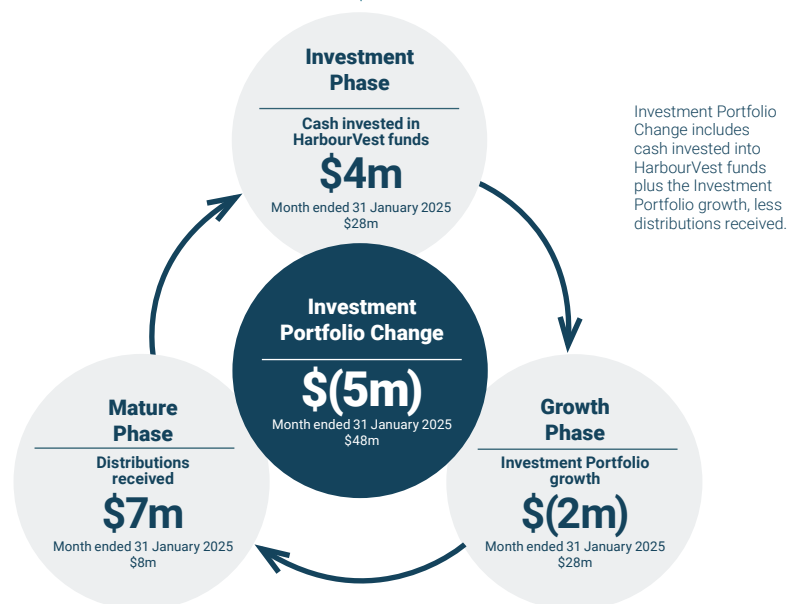 Investment
Phase
Cash invested in
HarbourVest funds
$4m
Month ended 31 January 2025
$28m
Investment Portfolio
Change includes
cash invested into
HarbourVest funds
plus the Investment
Portfolio growth, less
distributions received.
Investment
Portfolio Change
$(5m)
Month ended 31 January 2025
$48m
Mature
Phase
Distributions
received
$7m
Month ended 31 January 2025
$8m
Growth
Phase
Investment Portfolio
growth
$(2m)
Month ended 31 January 2025
$28m